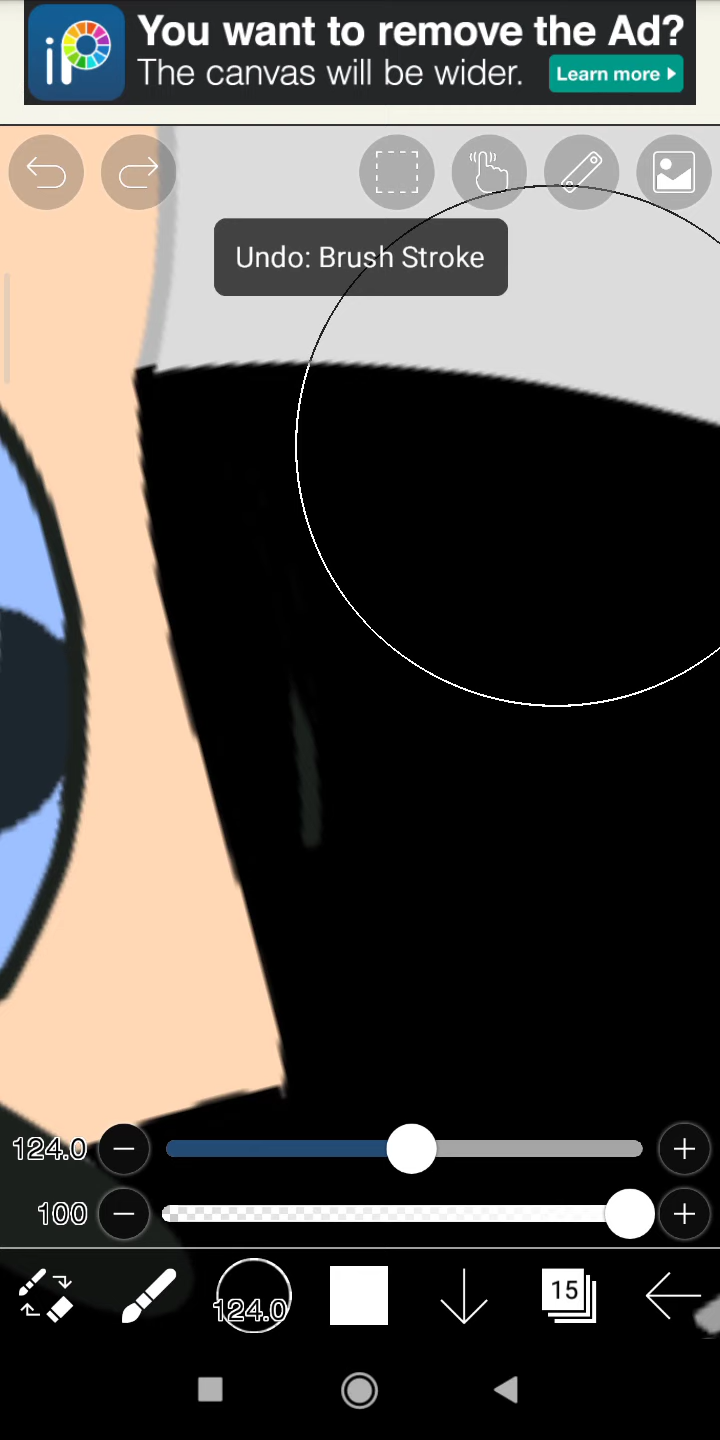 iP
You want to remove the Ad?
The canvas will be wider.
Learn more
Undo: Brush Stroke
124.0
100
124.0
15